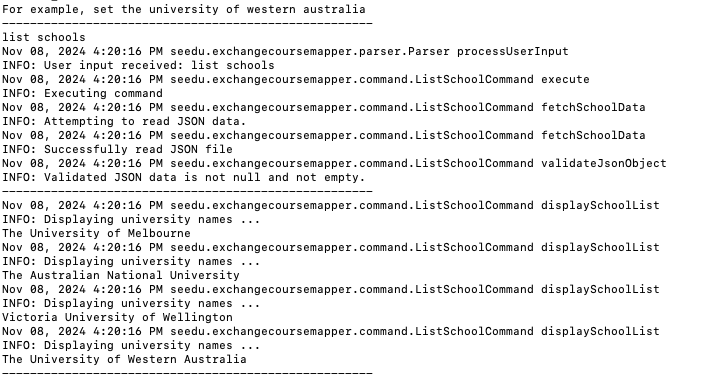 For example, set the university of western australia
-----------------------------------------------------
list schools
Nov 08, 2024 4:20:16 PM seedu.exchangecoursemapper.parser.Parser processUserInput
INFO: User input received: list schools
Nov 08, 2024 4:20:16 PM seedu.exchangecoursemapper.command.ListSchoolCommand execute
INFO: Executing command
Nov 08, 2024 4:20:16 PM seedu.exchangecoursemapper.command.ListSchoolCommand fetchSchoolData
INFO: Attempting to read JSON data.
Nov 08, 2024 4:20:16 PM seedu.exchangecoursemapper.command.ListSchoolCommand fetchSchoolData
INFO: Successfully read JSON file
Nov 08, 2024 4:20:16 PM seedu.exchangecoursemapper.command.ListSchoolCommand validateJsonObject
INFO: Validated JSON data is not null and not empty.
-----------------------------------------------------
Nov 08, 2024 4:20:16 PM seedu.exchangecoursemapper.command.ListSchoolCommand displaySchoolList
INFO: Displaying university names ...
The University of Melbourne
Nov 08, 2024 4:20:16 PM seedu.exchangecoursemapper.command.ListSchoolCommand displaySchoolList
INFO: Displaying university names ...
The Australian National University
Nov 08, 2024 4:20:16 PM seedu.exchangecoursemapper.command.ListSchoolCommand displaySchoolList
INFO: Displaying university names ...
Victoria University of Wellington
Nov 08, 2024 4:20:16 PM seedu.exchangecoursemapper.command.ListSchoolCommand displaySchoolList
INFO: Displaying university names ...
The University of Western Australia
-----------------------------------------------------